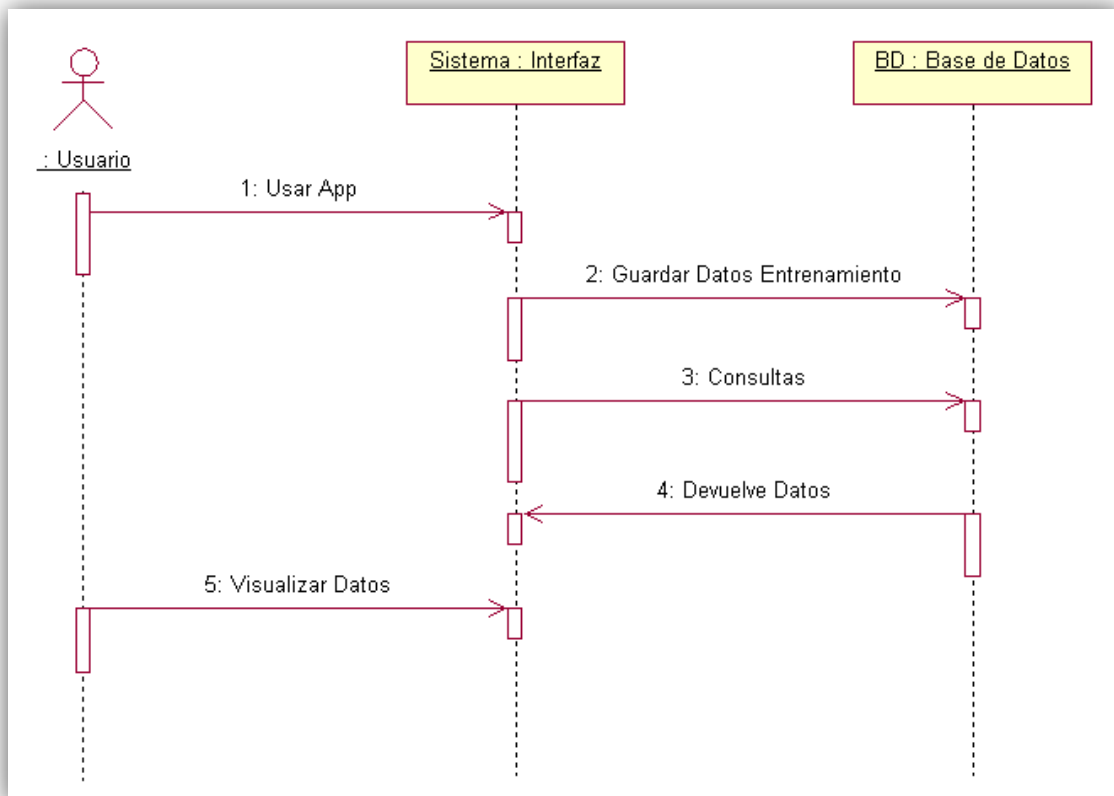 Sistema : Interfaz
BD : Base de Datos
: Usuario
1: Usar App
2: Guardar Datos Entrenamiento
3: Consultas
4: Devuelve Datos
5: Visualizar Datos